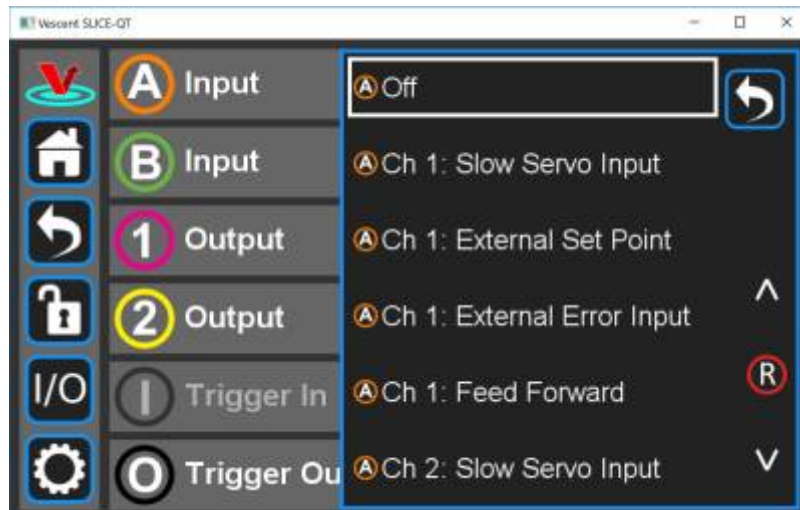 Vescent SLICE-QT
A Input
B Input
1 Output
2 Output
I/O
I Trigger In
O Trigger Ou
A Off
A Ch 1: Slow Servo Input
A Ch 1: External Set Point
A Ch 1: External Error Input
A Ch 1: Feed Forward
A Ch 2: Slow Servo Input
R